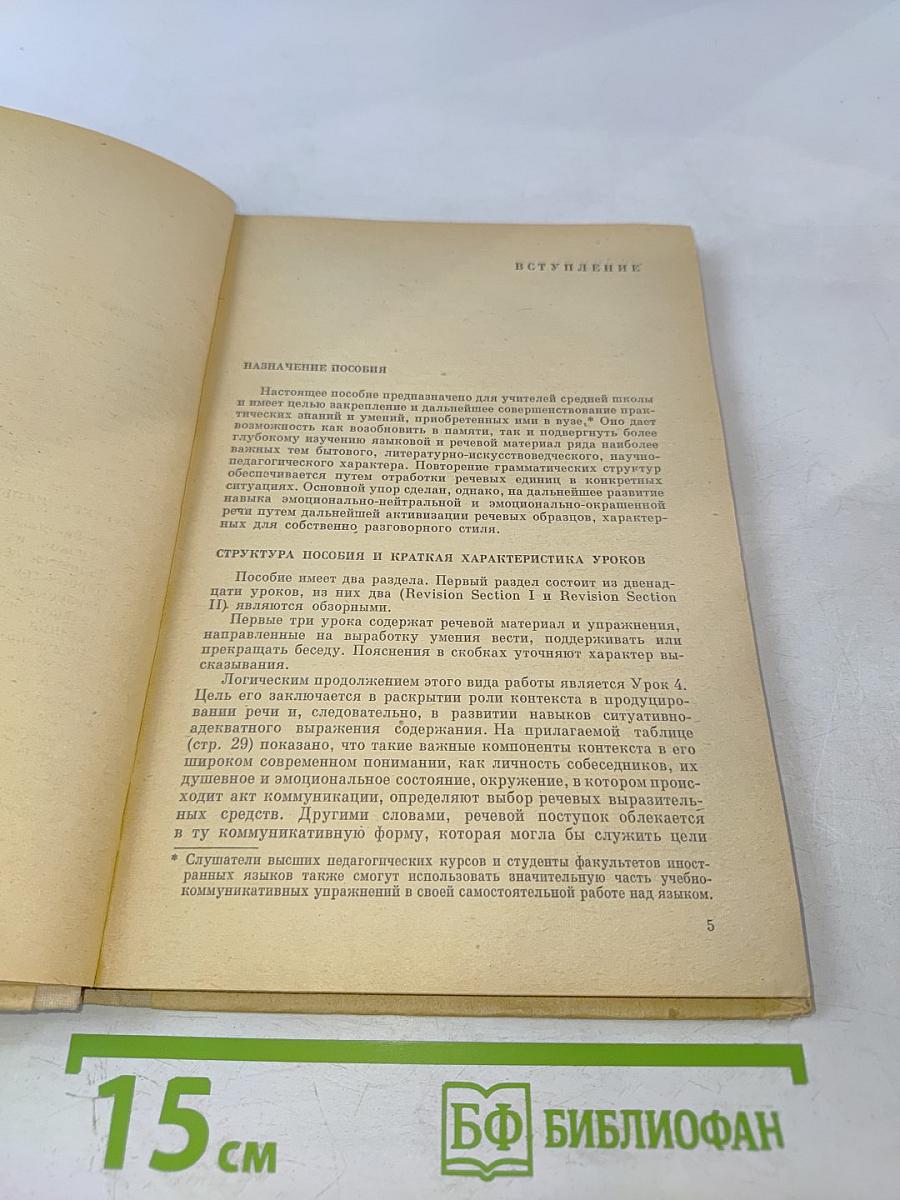 ВСТУПЛЕНИЕ
НАЗНАЧЕНИЕ ПОСОБИЯ
Настоящее пособие предназначено для учителей средней школы
и имеет целью закрепление и дальнейшее совершенствование прак-
тических знаний и умений, приобретенных ими в вузе.* Оно дает
возможность как возобновить в памяти, так и подвергнуть более
глубокому изучению языковой и речевой материал ряда наиболее
важных тем бытового, литературно-искусствоведческого, научно-
педагогического характера. Повторение грамматических структур
обеспечивается путем отработки речевых единиц в конкретных
ситуациях. Основной упор сделан, однако, на дальнейшее развитие
навыка эмоционально-нейтральной и эмоционально-окрашенной
речи путем дальнейшей активизации речевых образцов, характер-
ных для собственно разговорного стиля.
СТРУКТУРА ПОСОБИЯ И КРАТКАЯ ХАРАКТЕРИСТИКА УРОКОВ
Пособие имеет два раздела. Первый раздел состоит из двенад-
цати уроков, из них два (Revision Section I и Revision Section
II) являются обзорными.
Первые три урока содержат речевой материал и упражнения,
направленные на выработку умения вести, поддерживать или
прекращать беседу. Пояснения в скобках уточняют характер вы-
сказывания.
Логическим продолжением этого вида работы является Урок 4.
Цель его заключается в раскрытии роли контекста в продуциро-
вании речи и, следовательно, в развитии навыков ситуативно-
адекватного выражения содержания. На прилагаемой таблице
(стр. 29) показано, что такие важные компоненты контекста в его
широком современном понимании, как личность собеседников, их
душевное и эмоциональное состояние, окружение, в котором проис-
ходит акт коммуникации, определяют выбор речевых выразитель-
ных средств. Другими словами, речевой поступок облекается
в ту коммуникативную форму, которая могла бы служить цели
* Слушатели высших педагогических курсов и студенты факультетов иност-
ранных языков также смогут использовать значительную часть учебно-
коммуникативных упражнений в своей самостоятельной работе над языком.
5
15 см
БФ БИБЛИОФАН